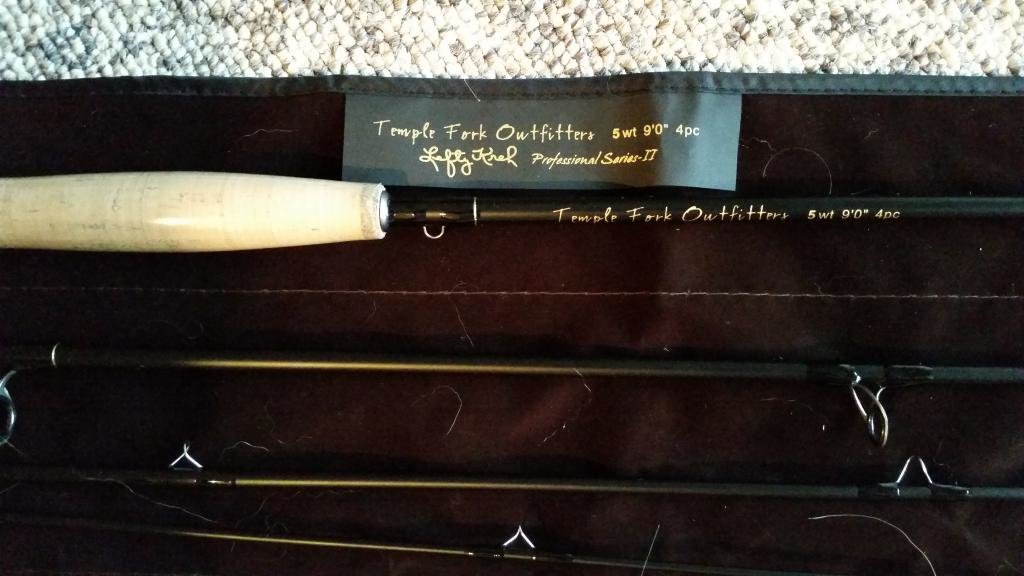 Temple Fork Outfitters 5wt 9'0" 4pc
Lefty Kreh Professional Series-II
Temple Fork Outfitters 5wt 9'0" 4pc